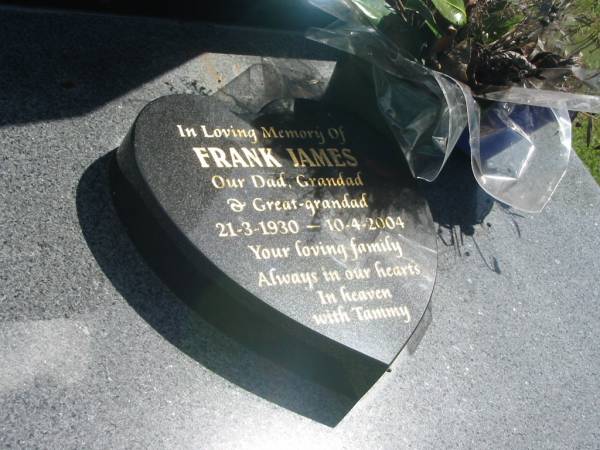 In Loving Memory Of
FRANK JAMES
Our Dad, Grandad
& Great-grandad
21-3-1930 — 10-4-2004
Your loving family
Always in our hearts
In heaven
with Tammy